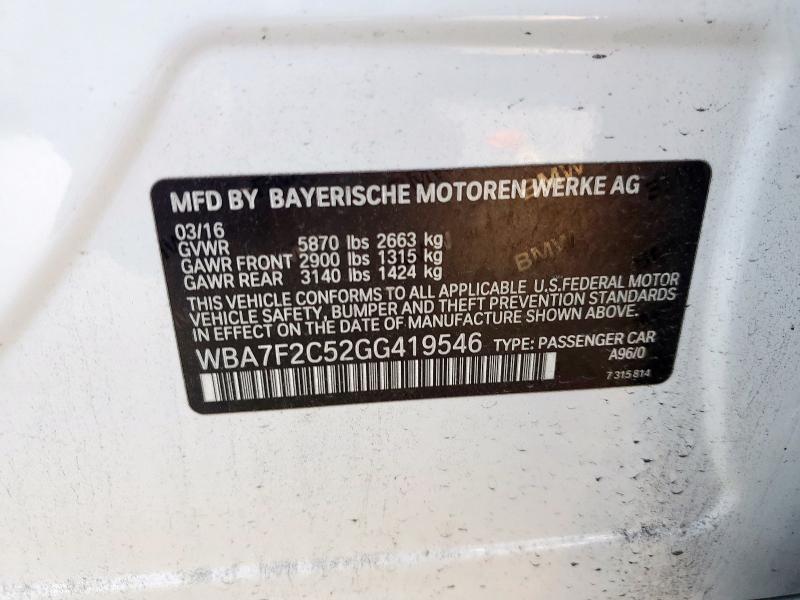 MFD BY BAYERISCHE MOTOREN WERKE AG
03/16
GVWR 5870 lbs 2663 kg
GAWR FRONT 2900 lbs 1315 kg
GAWR REAR 3140 lbs 1424 kg
THIS VEHICLE CONFORMS TO ALL APPLICABLE U.S.FEDERAL MOTOR
VEHICLE SAFETY, BUMPER AND THEFT PREVENTION STANDARDS
IN EFFECT ON THE DATE OF MANUFACTURE SHOWN ABOVE.
WBA7F2C52GG419546 TYPE: PASSENGER CAR
A96/0
7 315 814
BMW
BMW